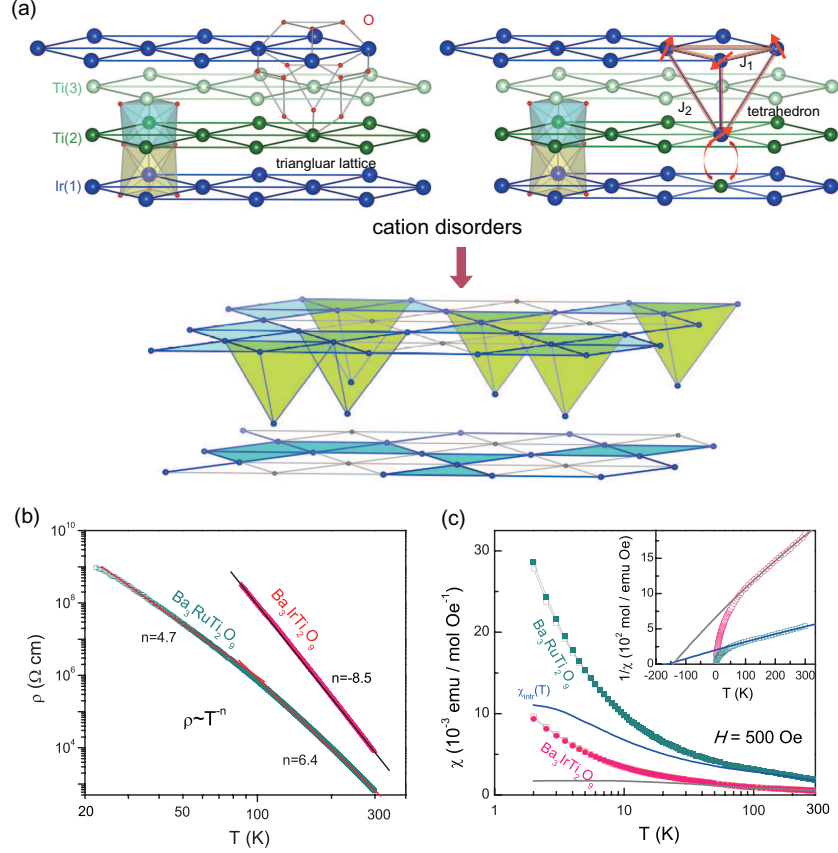 (a)
O
Ti(3)
Ti(2)
Ir(1)
triangluar lattice
J1
J2
tetrahedron
cation disorders
(b)
10^10
10^8
10^6
10^4
ρ (Ω cm)
Ba3RuTi2O9
Ba3IrTi2O9
n=4.7
n=-8.5
ρ~T^-n
n=6.4
20
100
300
T (K)
(c)
30
20
10
0
χ (10^-3 emu / mol Oe^-1)
Ba3RuTi2O9
χintr(T)
Ba3IrTi2O9
H = 500 Oe
1
10
100
300
T (K)
15
10
5
0
1/χ (10^2 mol / emu Oe)
-200
-100
0
100
200
300
T (K)